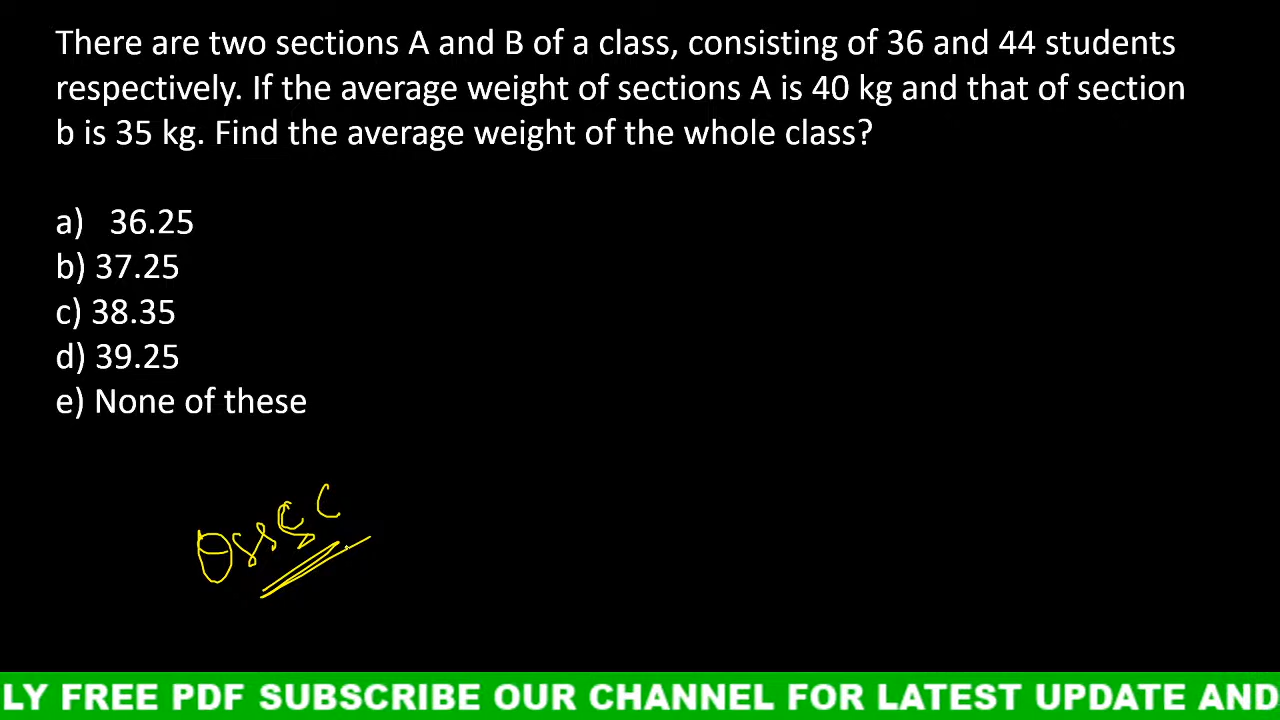 There are two sections A and B of a class, consisting of 36 and 44 students
respectively. If the average weight of sections A is 40 kg and that of section
b is 35 kg. Find the average weight of the whole class?
a) 36.25
b) 37.25
c) 38.35
d) 39.25
e) None of these
LY FREE PDF SUBSCRIBE OUR CHANNEL FOR LATEST UPDATE AND